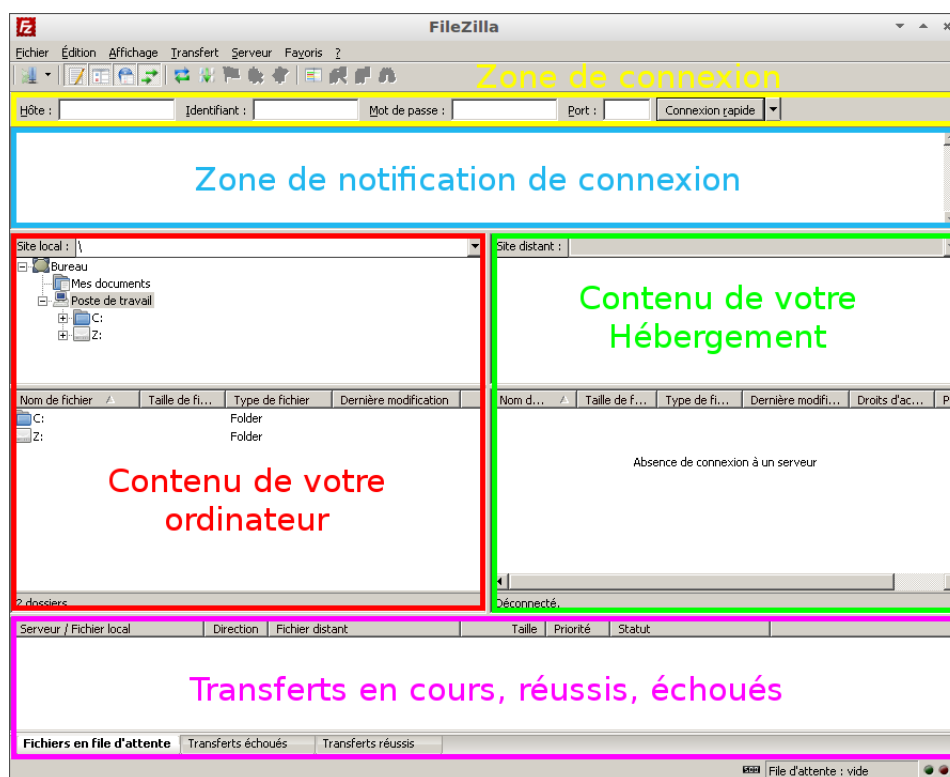 FileZilla
Fichier Édition Affichage Transfert Serveur Favoris ?
Zone de connexion
Hôte : Identifiant : Mot de passe : Port : Connexion rapide
Zone de notification de connexion
Site local : \
Bureau
Mes documents
Poste de travail
C:
Z:
Nom de fichier Taille de fi... Type de fichier Dernière modification
C: Folder
Z: Folder
Contenu de votre
ordinateur
2 dossiers
Site distant :
Contenu de votre
Hébergement
Nom d... Taille de f... Type de fi... Dernière modifi... Droits d'ac... P
Absence de connexion à un serveur
Déconnecté.
Serveur / Fichier local Direction Fichier distant Taille Priorité Statut
Transferts en cours, réussis, échoués
Fichiers en file d'attente Transferts échoués Transferts réussis
File d'attente : vide